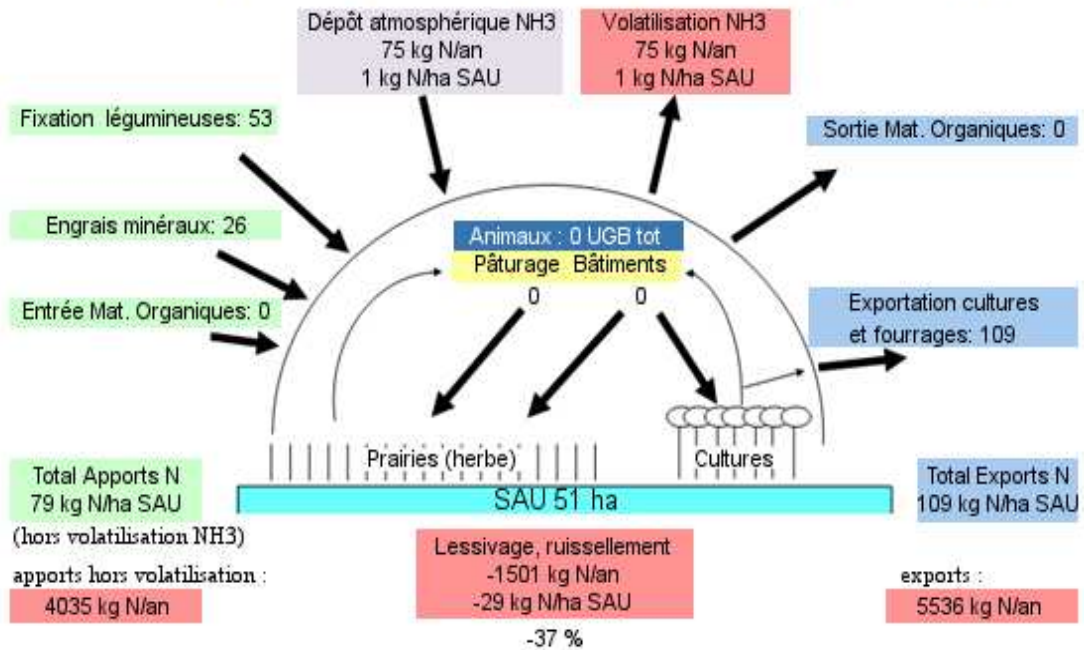 Dépôt atmosphérique NH3
75 kg N/an
1 kg N/ha SAU
Volatilisation NH3
75 kg N/an
1 kg N/ha SAU
Fixation légumineuses: 53
Sortie Mat. Organiques: 0
Engrais minéraux: 26
Animaux : 0 UGB tot
Pâturage Bâtiments
0 0
Entrée Mat. Organiques: 0
Exportation cultures
et fourrages: 109
Prairies (herbe)
Cultures
Total Apports N
79 kg N/ha SAU
(hors volatilisation NH3)
SAU 51 ha
Total Exports N
109 kg N/ha SAU
apports hors volatilisation :
4035 kg N/an
Lessivage, ruissellement
-1501 kg N/an
-29 kg N/ha SAU
-37 %
exports :
5536 kg N/an